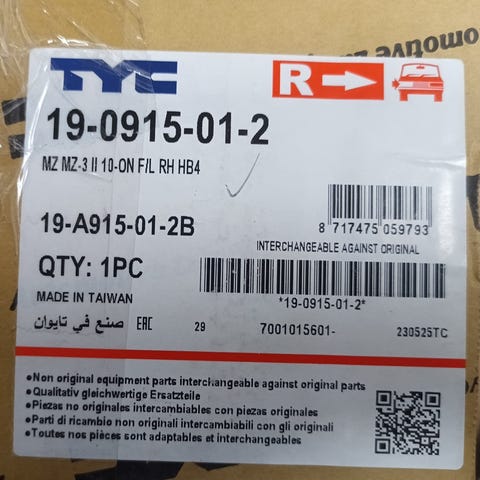 omotive
TYC
R
19-0915-01-2
MZ MZ-3 II 10-ON F/L RH HB4
19-A915-01-2B
8 717475 059793
INTERCHANGEABLE AGAINST ORIGINAL
QTY: 1PC
*19-0915-01-2*
MADE IN TAIWAN
صنع في تايوان EAC 29 7001015601- 230525TC
•Non original equipment parts interchangeable against original parts
•Qualitativ gleichwertige Ersatzteile
•Piezas no originales intercambiables con piezas originales
•Parti di ricambio non originali intercambiabili con gli originali
•Toutes nos pièces sont adaptables et interchangeables